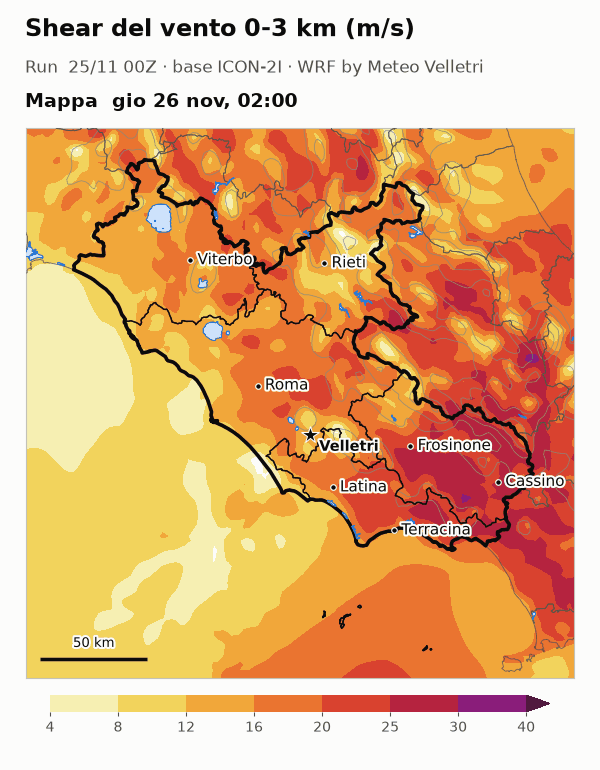 Shear del vento 0-3 km (m/s)
Run  25/11 00Z · base ICON-2I · WRF by Meteo Velletri
Mappa  gio 26 nov, 02:00
Viterbo
Rieti
Roma
Velletri
Frosinone
Cassino
Latina
Terracina
50 km
4 8 12 16 20 25 30 40